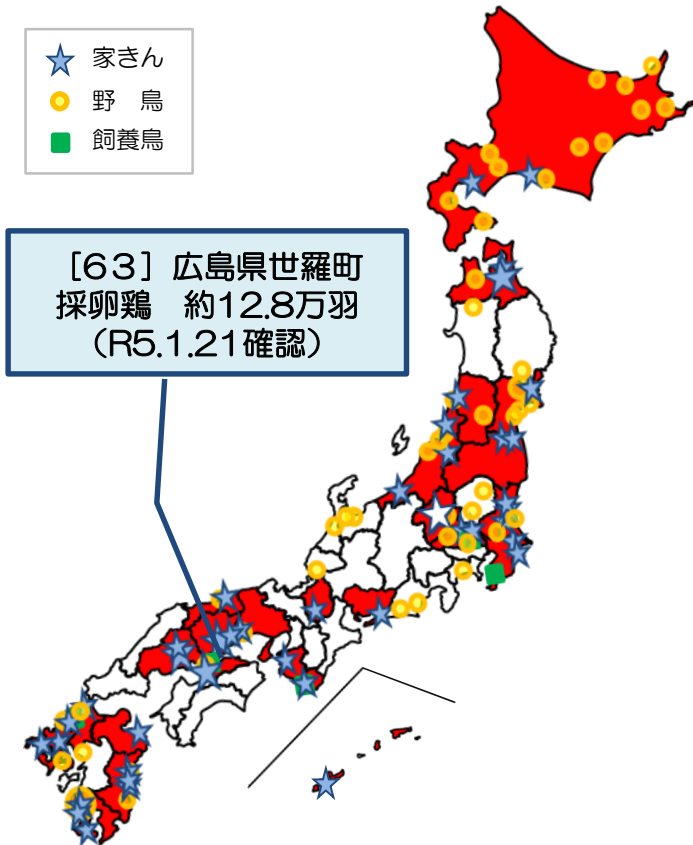 家きん
野　鳥
飼養鳥
［６３］広島県世羅町
採卵鶏　約12.8万羽
（R5.1.21確認）